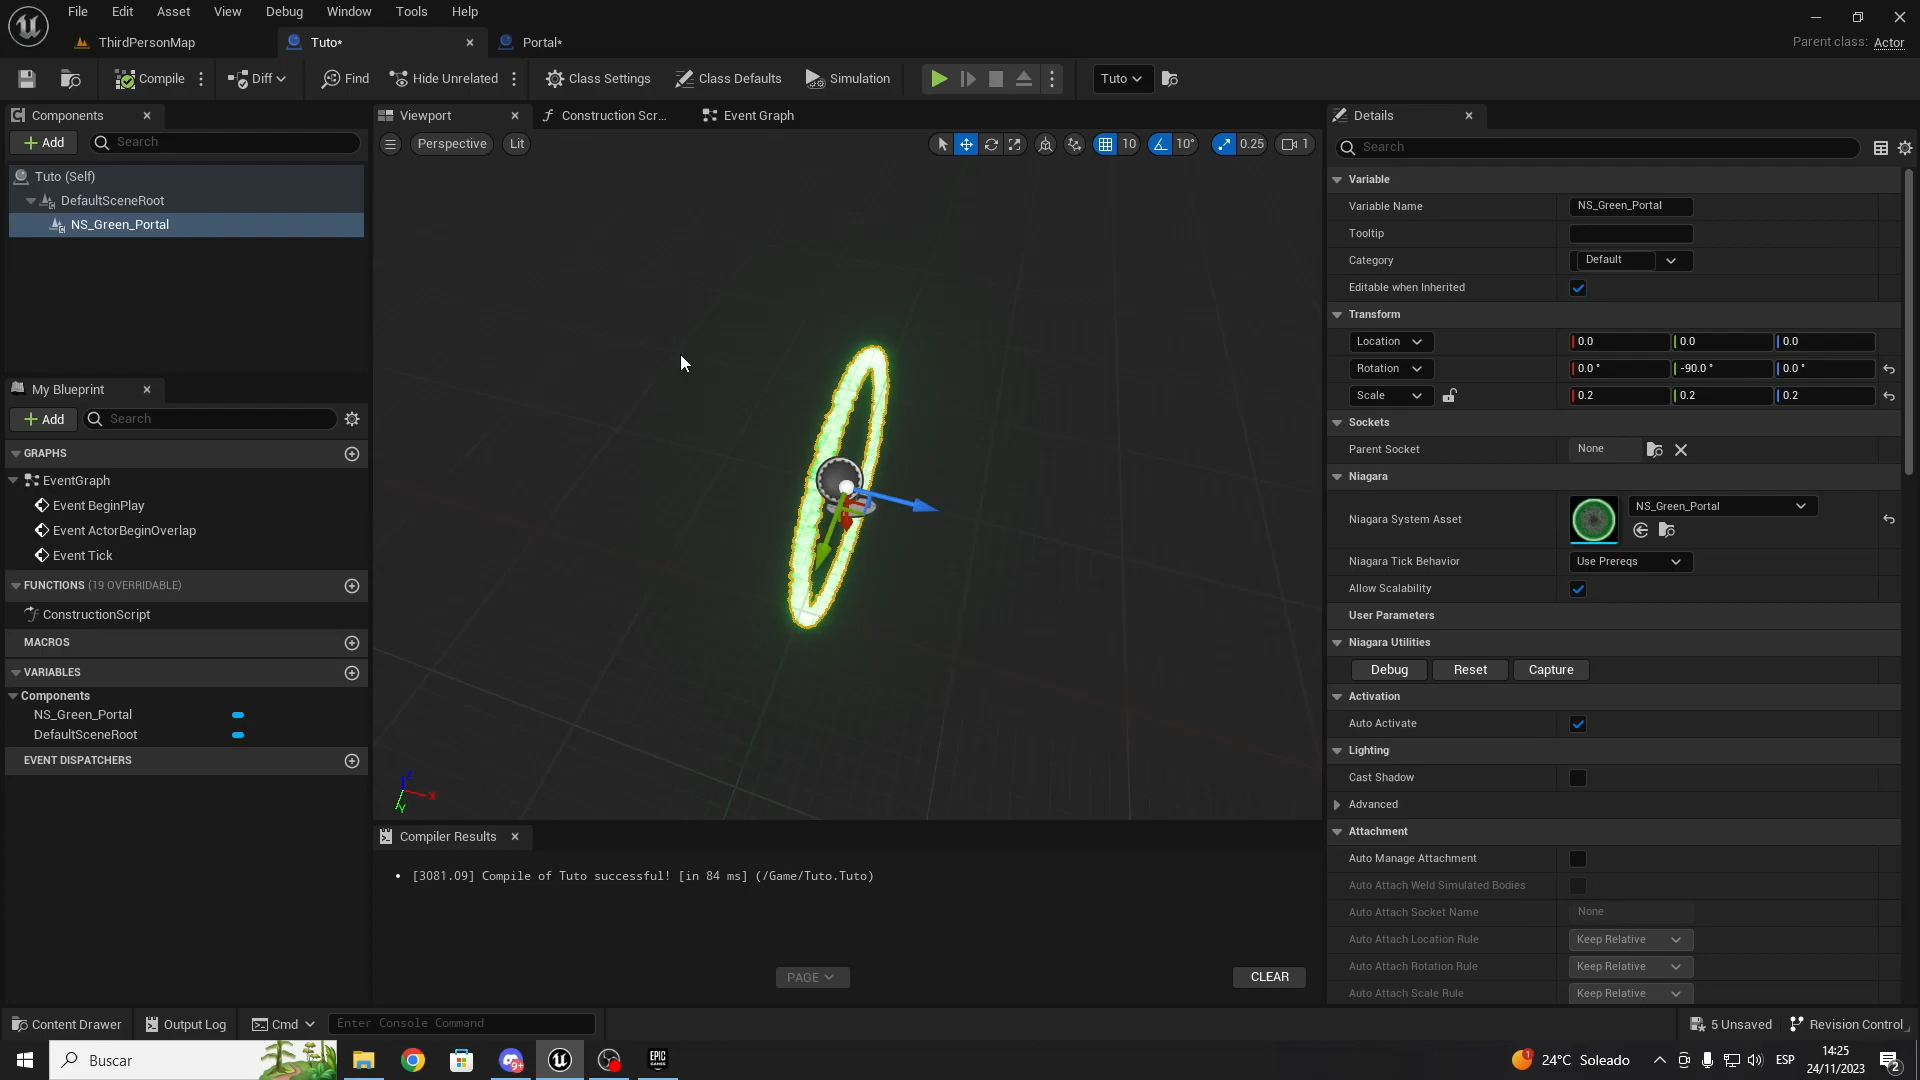 File Edit Asset View Debug Window Tools Help
ThirdPersonMap Tuto* Portal*
Parent class: Actor
Compile Diff Find Hide Unrelated Class Settings Class Defaults Simulation Tuto
Components
Add Search
Tuto (Self)
DefaultSceneRoot
NS_Green_Portal
My Blueprint
Add Search
GRAPHS
EventGraph
Event BeginPlay
Event ActorBeginOverlap
Event Tick
FUNCTIONS (19 OVERRIDABLE)
ConstructionScript
MACROS
VARIABLES
Components
NS_Green_Portal
DefaultSceneRoot
EVENT DISPATCHERS
Viewport Construction Scr... Event Graph
Perspective Lit 10 10° 0.25 1
Z
X
Y
Compiler Results
[3081.09] Compile of Tuto successful! [in 84 ms] (/Game/Tuto.Tuto)
PAGE CLEAR
Details
Search
Variable
Variable Name NS_Green_Portal
Tooltip
Category Default
Editable when Inherited
Transform
Location 0.0 0.0 0.0
Rotation 0.0 ° -90.0 ° 0.0 °
Scale 0.2 0.2 0.2
Sockets
Parent Socket None
Niagara
Niagara System Asset NS_Green_Portal
Niagara Tick Behavior Use Prereqs
Allow Scalability
User Parameters
Niagara Utilities
Debug Reset Capture
Activation
Auto Activate
Lighting
Cast Shadow
Advanced
Attachment
Auto Manage Attachment
Auto Attach Weld Simulated Bodies
Auto Attach Socket Name None
Auto Attach Location Rule Keep Relative
Auto Attach Rotation Rule Keep Relative
Auto Attach Scale Rule Keep Relative
Content Drawer Output Log Cmd Enter Console Command 5 Unsaved Revision Control
Buscar 9+ EPIC GAMES 1 24°C Soleado ESP 14:25
24/11/2023 2